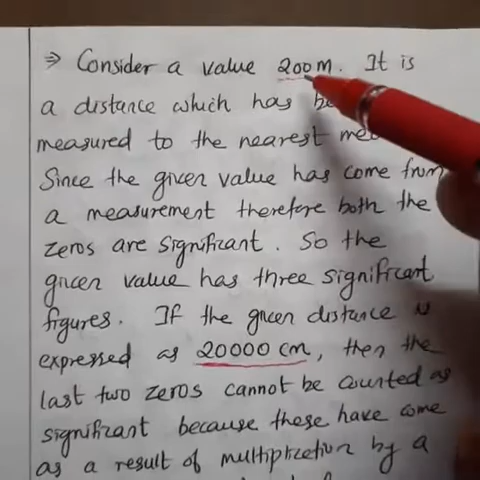 ⇒ Consider a value 200m. It is
a distance which has
measured to the nearest
Since the given value has come from
a measurement therefore both the
zeros are significant. So the
given value has three significant
figures. If the given distance is
expressed as 20000 cm, then the
last two zeros cannot be counted as
significant because these have come
as a result of multiplication by a